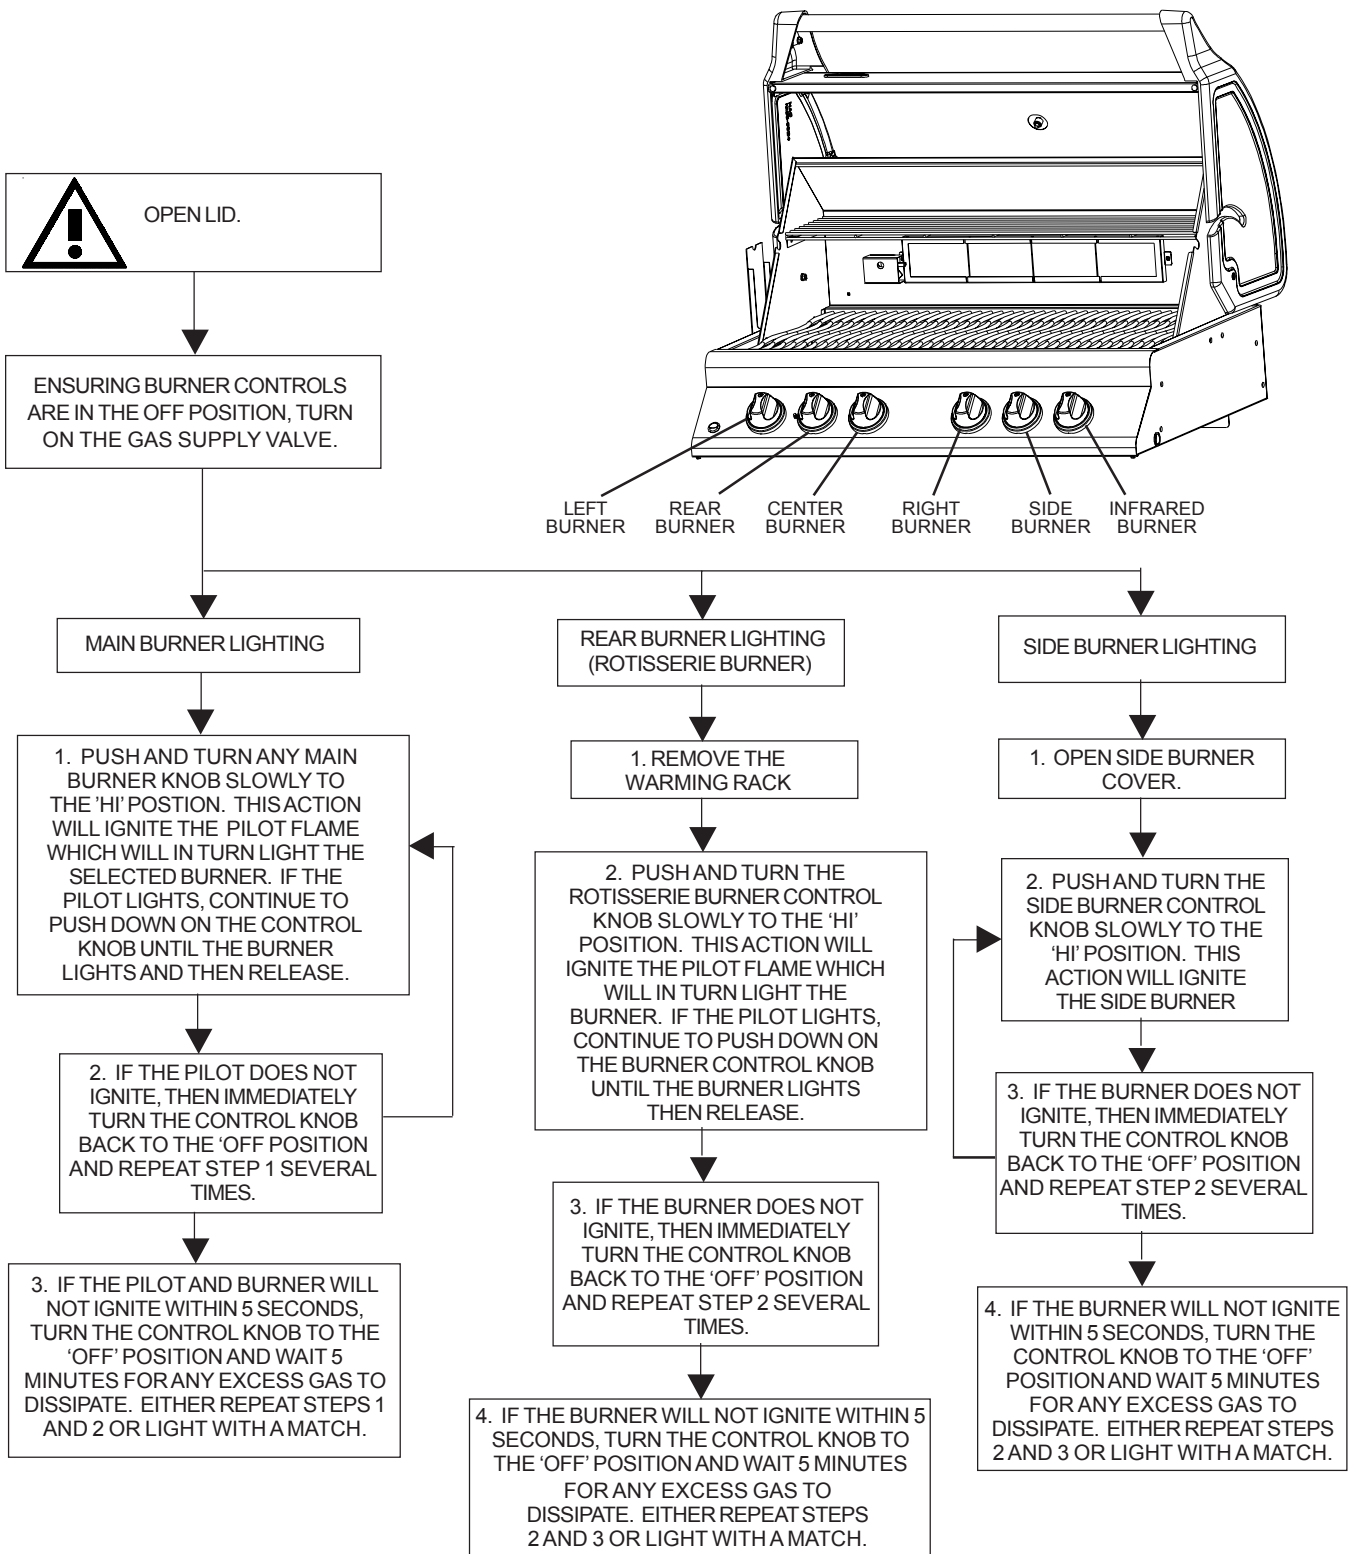 OPEN LID.
ENSURING BURNER CONTROLS
ARE IN THE OFF POSITION, TURN
ON THE GAS SUPPLY VALVE.
LEFT
BURNER
REAR
BURNER
CENTER
BURNER
RIGHT
BURNER
SIDE
BURNER
INFRARED
BURNER
MAIN BURNER LIGHTING
1. PUSH AND TURN ANY MAIN
BURNER KNOB SLOWLY TO
THE 'HI' POSTION. THIS ACTION
WILL IGNITE THE PILOT FLAME
WHICH WILL IN TURN LIGHT THE
SELECTED BURNER. IF THE
PILOT LIGHTS, CONTINUE TO
PUSH DOWN ON THE CONTROL
KNOB UNTIL THE BURNER
LIGHTS AND THEN RELEASE.
2. IF THE PILOT DOES NOT
IGNITE, THEN IMMEDIATELY
TURN THE CONTROL KNOB
BACK TO THE ‘OFF POSITION
AND REPEAT STEP 1 SEVERAL
TIMES.
3. IF THE PILOT AND BURNER WILL
NOT IGNITE WITHIN 5 SECONDS,
TURN THE CONTROL KNOB TO THE
‘OFF’ POSITION AND WAIT 5
MINUTES FOR ANY EXCESS GAS TO
DISSIPATE. EITHER REPEAT STEPS 1
AND 2 OR LIGHT WITH A MATCH.
REAR BURNER LIGHTING
(ROTISSERIE BURNER)
1. REMOVE THE
WARMING RACK
2. PUSH AND TURN THE
ROTISSERIE BURNER CONTROL
KNOB SLOWLY TO THE ‘HI’
POSITION. THIS ACTION WILL
IGNITE THE PILOT FLAME WHICH
WILL IN TURN LIGHT THE
BURNER. IF THE PILOT LIGHTS,
CONTINUE TO PUSH DOWN ON
THE BURNER CONTROL KNOB
UNTIL THE BURNER LIGHTS
THEN RELEASE.
3. IF THE BURNER DOES NOT
IGNITE, THEN IMMEDIATELY
TURN THE CONTROL KNOB
BACK TO THE ‘OFF’ POSITION
AND REPEAT STEP 2 SEVERAL
TIMES.
4. IF THE BURNER WILL NOT IGNITE WITHIN 5
SECONDS, TURN THE CONTROL KNOB TO
THE ‘OFF’ POSITION AND WAIT 5 MINUTES
FOR ANY EXCESS GAS TO
DISSIPATE. EITHER REPEAT STEPS
2 AND 3 OR LIGHT WITH A MATCH.
SIDE BURNER LIGHTING
1. OPEN SIDE BURNER
COVER.
2. PUSH AND TURN THE
SIDE BURNER CONTROL
KNOB SLOWLY TO THE
‘HI’ POSITION. THIS
ACTION WILL IGNITE
THE SIDE BURNER
3. IF THE BURNER DOES NOT
IGNITE, THEN IMMEDIATELY
TURN THE CONTROL KNOB
BACK TO THE ‘OFF’ POSITION
AND REPEAT STEP 2 SEVERAL
TIMES.
4. IF THE BURNER WILL NOT IGNITE
WITHIN 5 SECONDS, TURN THE
CONTROL KNOB TO THE ‘OFF’
POSITION AND WAIT 5 MINUTES
FOR ANY EXCESS GAS TO
DISSIPATE. EITHER REPEAT STEPS
2 AND 3 OR LIGHT WITH A MATCH.